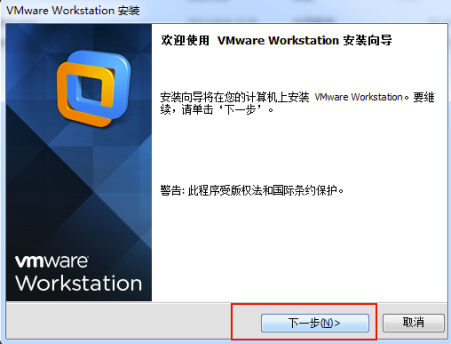 VMware Workstation 安装
欢迎使用 VMware Workstation 安装向导
安装向导将在您的计算机上安装 VMware Workstation。要继
续，请单击‘下一步’。
警告: 此程序受版权法和国际条约保护。
vmware
Workstation
下一步(N)>
取消